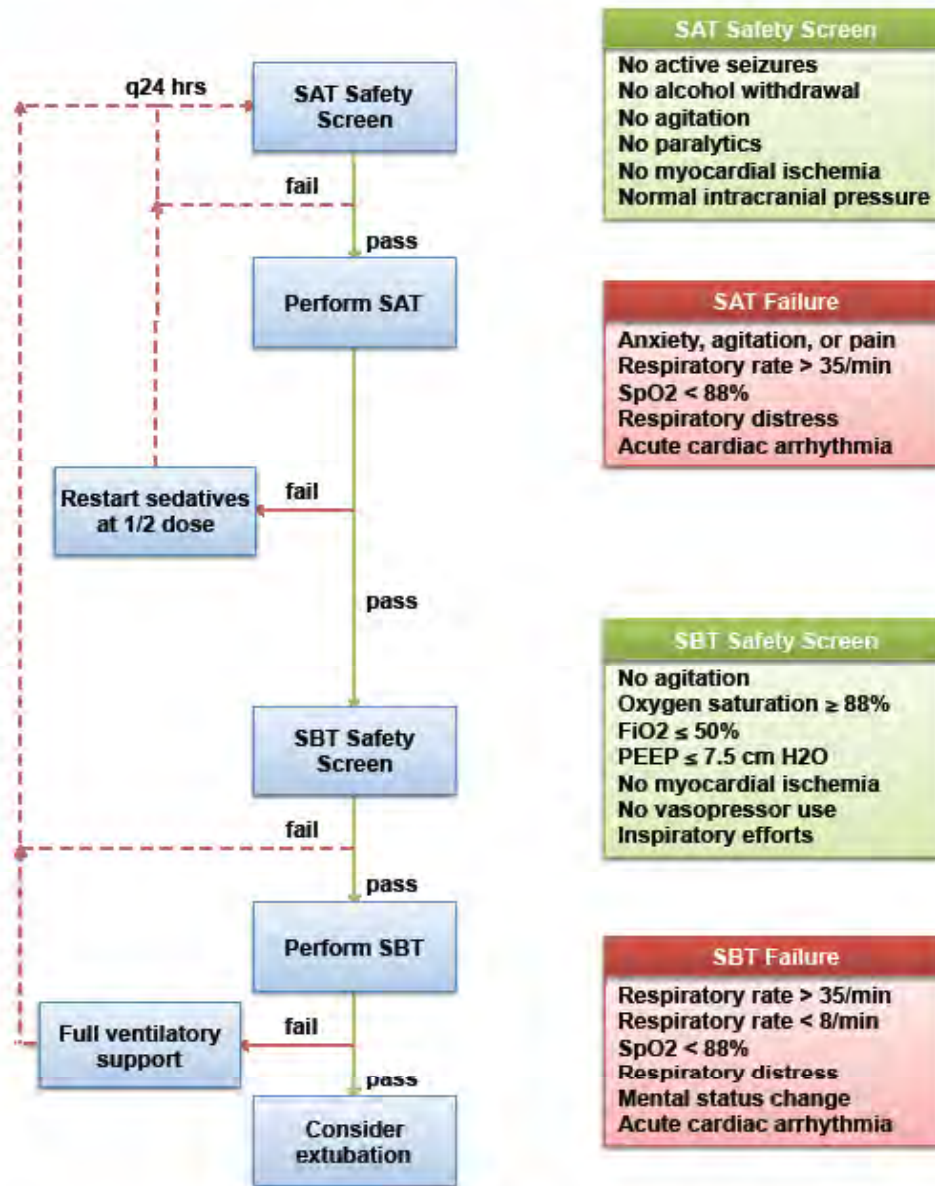 SAT Safety Screen
No active seizures
No alcohol withdrawal
No agitation
No paralytics
No myocardial ischemia
Normal intracranial pressure
q24 hrs
SAT Safety
Screen
fail
pass
Perform SAT
SAT Failure
Anxiety, agitation, or pain
Respiratory rate > 35/min
SpO2 < 88%
Respiratory distress
Acute cardiac arrhythmia
Restart sedatives
at 1/2 dose
fail
pass
SBT Safety Screen
No agitation
Oxygen saturation ≥ 88%
FiO2 ≤ 50%
PEEP ≤ 7.5 cm H2O
No myocardial ischemia
No vasopressor use
Inspiratory efforts
SBT Safety
Screen
fail
pass
Perform SBT
SBT Failure
Respiratory rate > 35/min
Respiratory rate < 8/min
SpO2 < 88%
Respiratory distress
Mental status change
Acute cardiac arrhythmia
Full ventilatory
support
fail
pass
Consider
extubation